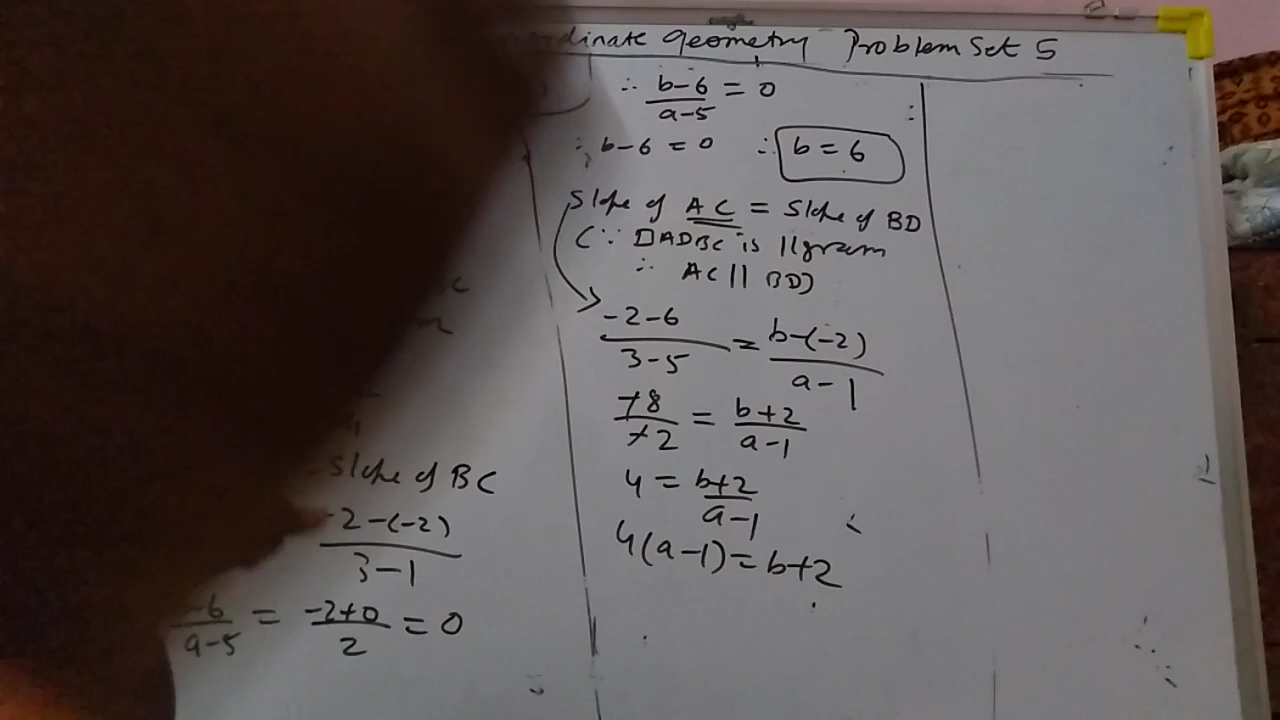 dinate geometry Problem Set 5
slope of BC
-2-(-2)
3-1
-6/a-5 = -2+0/2 = 0
∴ b-6/a-5 = 0
∴ b-6 = 0 ∴ b = 6
Slope of AC = Slope of BD
(∵ □ADBC is ||gram
∴ AC || BD)
-2-6/3-5 = b-(-2)/a-1
-8/-2 = b+2/a-1
4 = b+2/a-1
4(a-1) = b+2